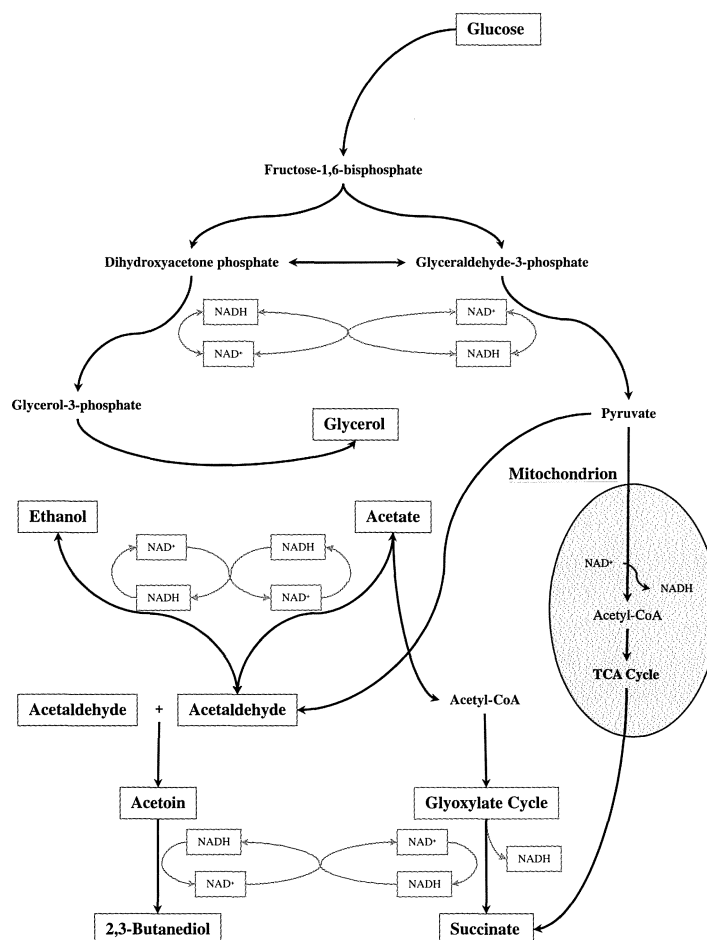 Glucose
Fructose-1,6-bisphosphate
Dihydroxyacetone phosphate
Glyceraldehyde-3-phosphate
NADH
NAD⁺
NAD⁺
NADH
Glycerol-3-phosphate
Glycerol
Pyruvate
Mitochondrion
Ethanol
Acetate
NAD⁺
NADH
NADH
NAD⁺
NAD⁺
NADH
Acetyl-CoA
TCA Cycle
Acetaldehyde
+
Acetaldehyde
Acetyl-CoA
Acetoin
Glyoxylate Cycle
NADH
NAD⁺
NADH
NAD⁺
NADH
2,3-Butanediol
Succinate